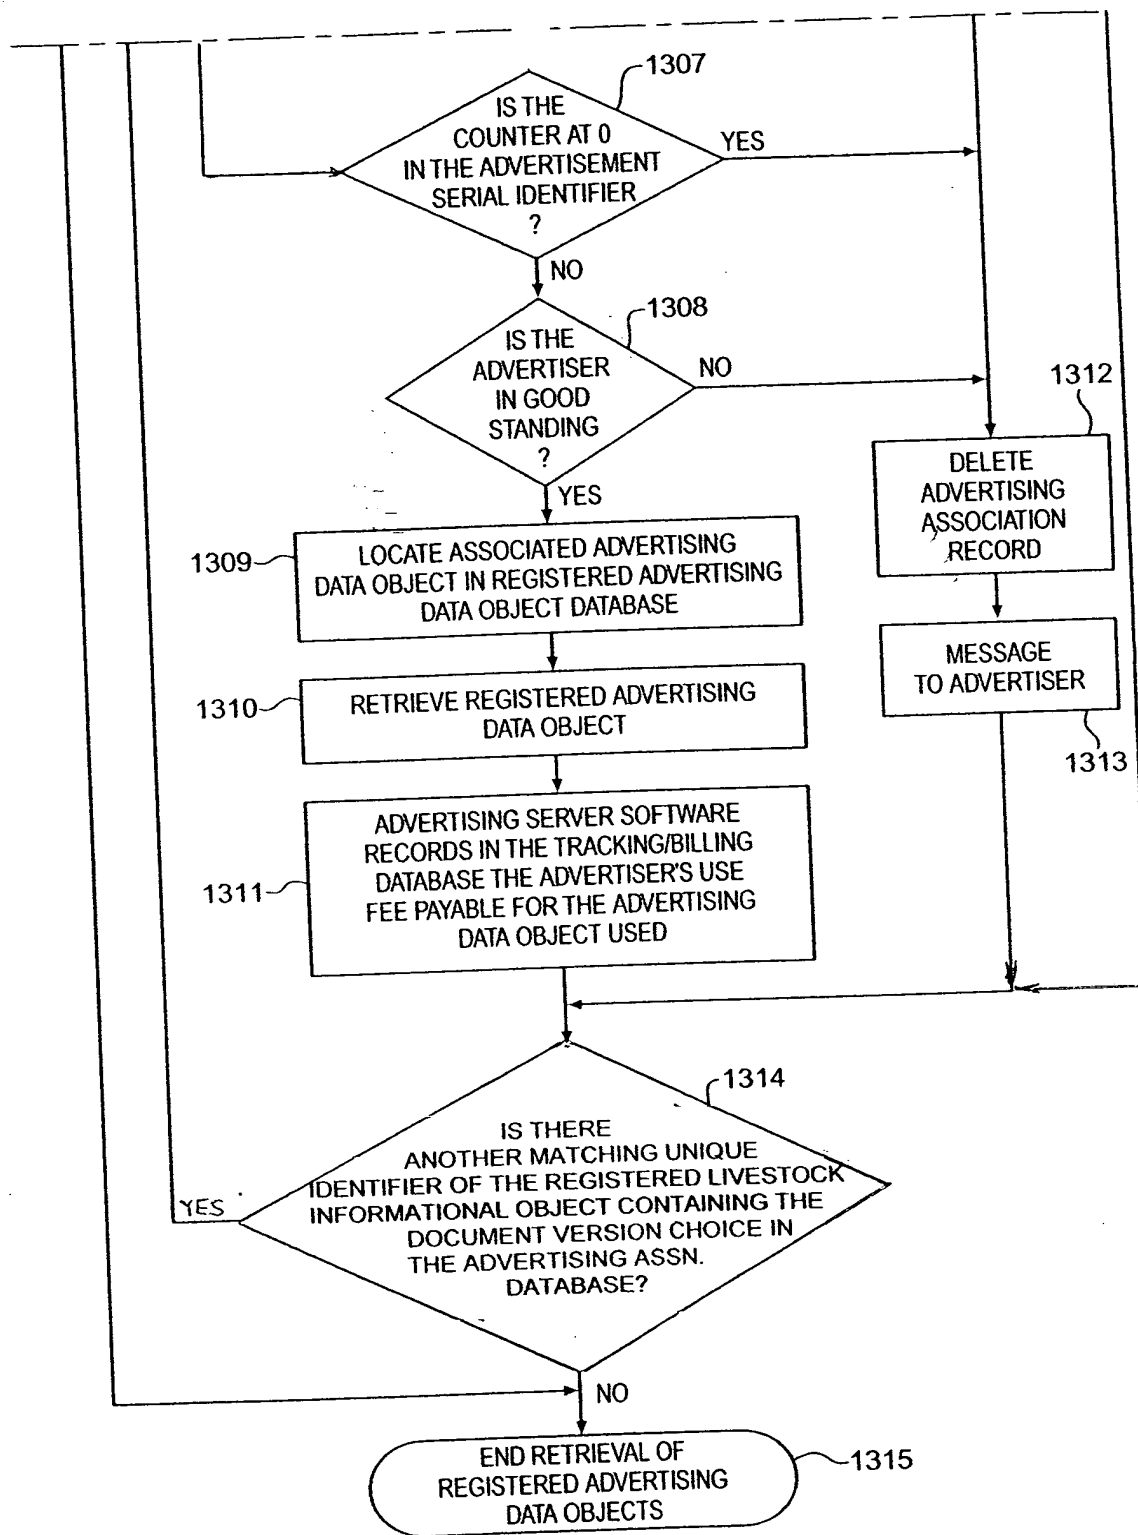 1307
IS THE
COUNTER AT 0
IN THE ADVERTISEMENT
SERIAL IDENTIFIER
?
YES
NO
1308
IS THE
ADVERTISER
IN GOOD
STANDING
?
NO
YES
1312
DELETE
ADVERTISING
ASSOCIATION
RECORD
1309
LOCATE ASSOCIATED ADVERTISING
DATA OBJECT IN REGISTERED ADVERTISING
DATA OBJECT DATABASE
MESSAGE
TO ADVERTISER
1313
1310
RETRIEVE REGISTERED ADVERTISING
DATA OBJECT
1311
ADVERTISING SERVER SOFTWARE
RECORDS IN THE TRACKING/BILLING
DATABASE THE ADVERTISER'S USE
FEE PAYABLE FOR THE ADVERTISING
DATA OBJECT USED
1314
IS THERE
ANOTHER MATCHING UNIQUE
IDENTIFIER OF THE REGISTERED LIVESTOCK
INFORMATIONAL OBJECT CONTAINING THE
DOCUMENT VERSION CHOICE IN
THE ADVERTISING ASSN.
DATABASE?
YES
NO
END RETRIEVAL OF
REGISTERED ADVERTISING
DATA OBJECTS
1315